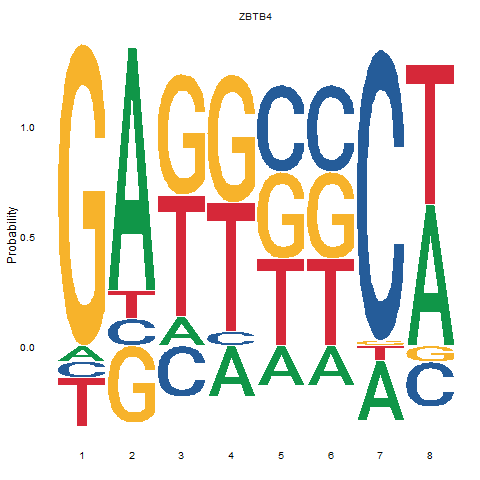 ZBTB4
Probability
1.0
0.5
0.0
G A G G C C C T
T T G G
A T T A
T C A C T T G T G
A C
C G C A A A A C
T
1 2 3 4 5 6 7 8